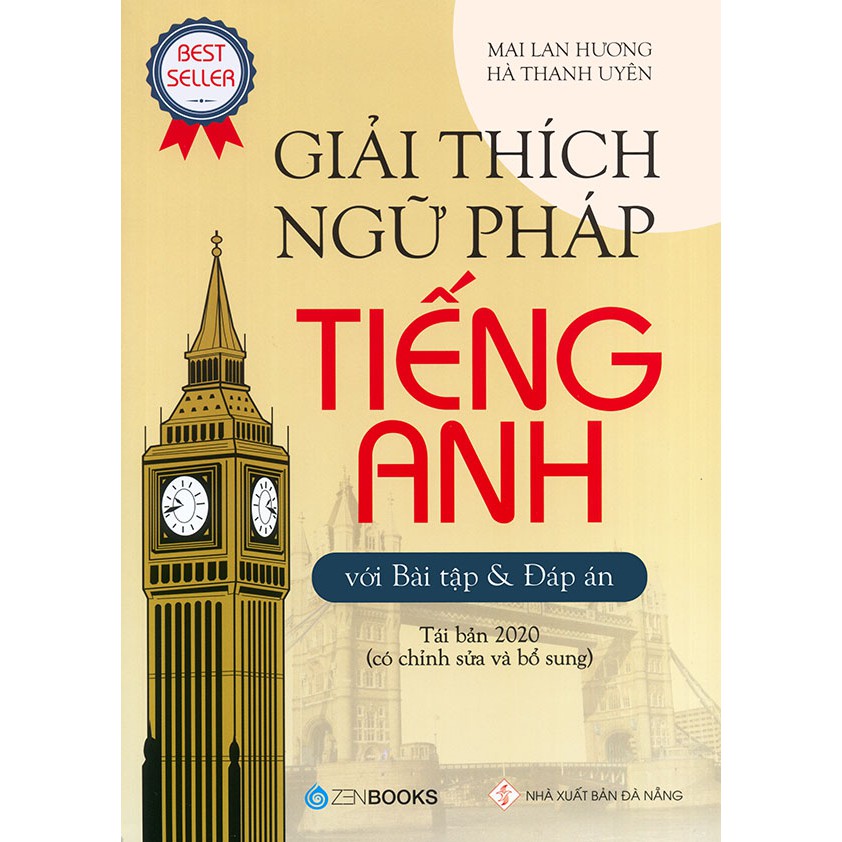 BEST
SELLER
MAI LAN HƯƠNG
HÀ THANH UYÊN
GIẢI THÍCH
NGỮ PHÁP
TIẾNG
ANH
với Bài tập & Đáp án
Tái bản 2020
(có chỉnh sửa và bổ sung)
ZENBOOKS
NHÀ XUẤT BẢN ĐÀ NẴNG